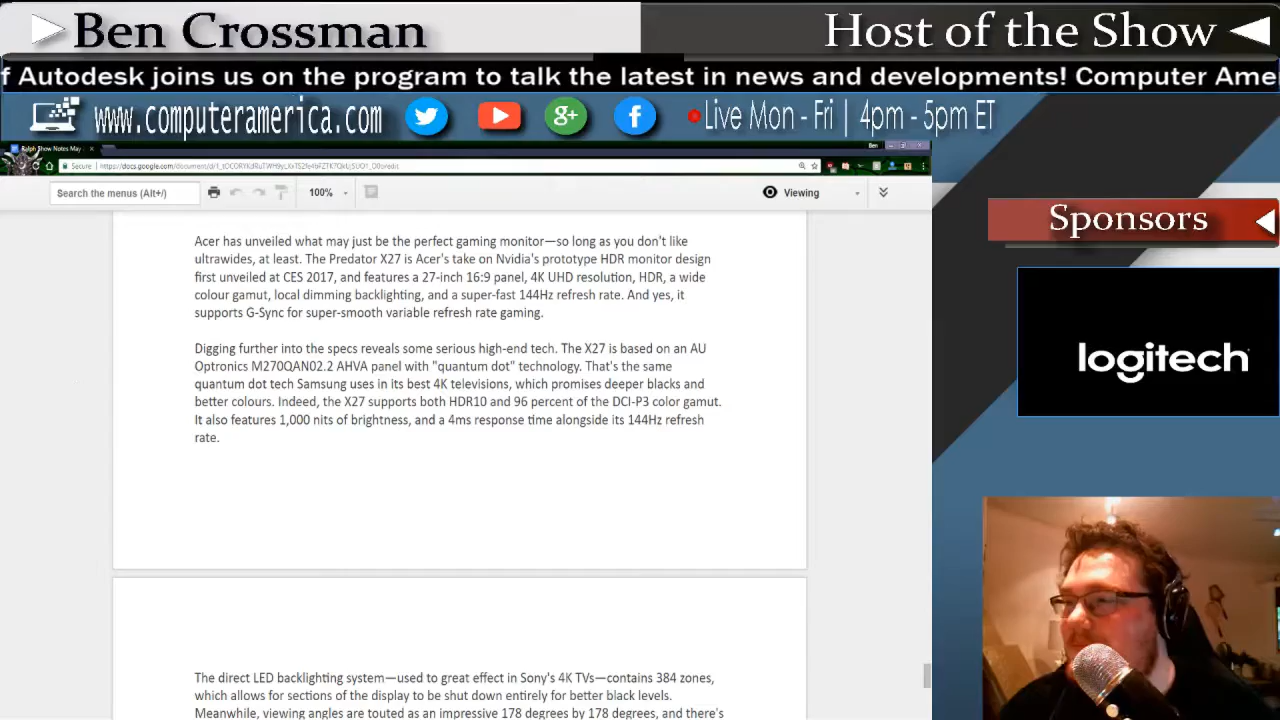 Ben Crossman
Host of the Show
f Autodesk joins us on the program to talk the latest in news and developments! Computer Ame
www.computeramerica.com
g+
f
Live Mon - Fri | 4pm - 5pm ET
Ralph Show Notes May
Ben
Secure
Search the menus (Alt+/)
100%
Viewing
Acer has unveiled what may just be the perfect gaming monitor—so long as you don't like
ultrawides, at least. The Predator X27 is Acer's take on Nvidia's prototype HDR monitor design
first unveiled at CES 2017, and features a 27-inch 16:9 panel, 4K UHD resolution, HDR, a wide
colour gamut, local dimming backlighting, and a super-fast 144Hz refresh rate. And yes, it
supports G-Sync for super-smooth variable refresh rate gaming.
Digging further into the specs reveals some serious high-end tech. The X27 is based on an AU
Optronics M270QAN02.2 AHVA panel with "quantum dot" technology. That's the same
quantum dot tech Samsung uses in its best 4K televisions, which promises deeper blacks and
better colours. Indeed, the X27 supports both HDR10 and 96 percent of the DCI-P3 color gamut.
It also features 1,000 nits of brightness, and a 4ms response time alongside its 144Hz refresh
rate.
The direct LED backlighting system—used to great effect in Sony's 4K TVs—contains 384 zones,
which allows for sections of the display to be shut down entirely for better black levels.
Meanwhile, viewing angles are touted as an impressive 178 degrees by 178 degrees, and there's
Sponsors
logitech